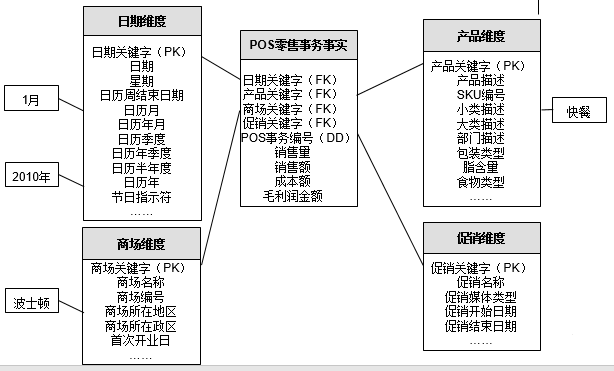 日期维度
日期关键字（PK）
日期
星期
日历周结束日期
日历月
日历年月
日历季度
日历年季度
日历半年度
日历年
节日指示符
……
1月
2010年
POS零售事务事实
日期关键字（FK）
产品关键字（FK）
商场关键字（FK）
促销关键字（FK）
POS事务编号（DD）
销售量
销售额
成本额
毛利润金额
产品维度
产品关键字（PK）
产品描述
SKU编号
小类描述
大类描述
部门描述
包装类型
脂含量
食物类型
……
快餐
商场维度
商场关键字（PK）
商场名称
商场编号
商场所在地区
商场所在政区
首次开业日
……
波士顿
促销维度
促销关键字（PK）
促销名称
促销媒体类型
促销开始日期
促销结束日期
……